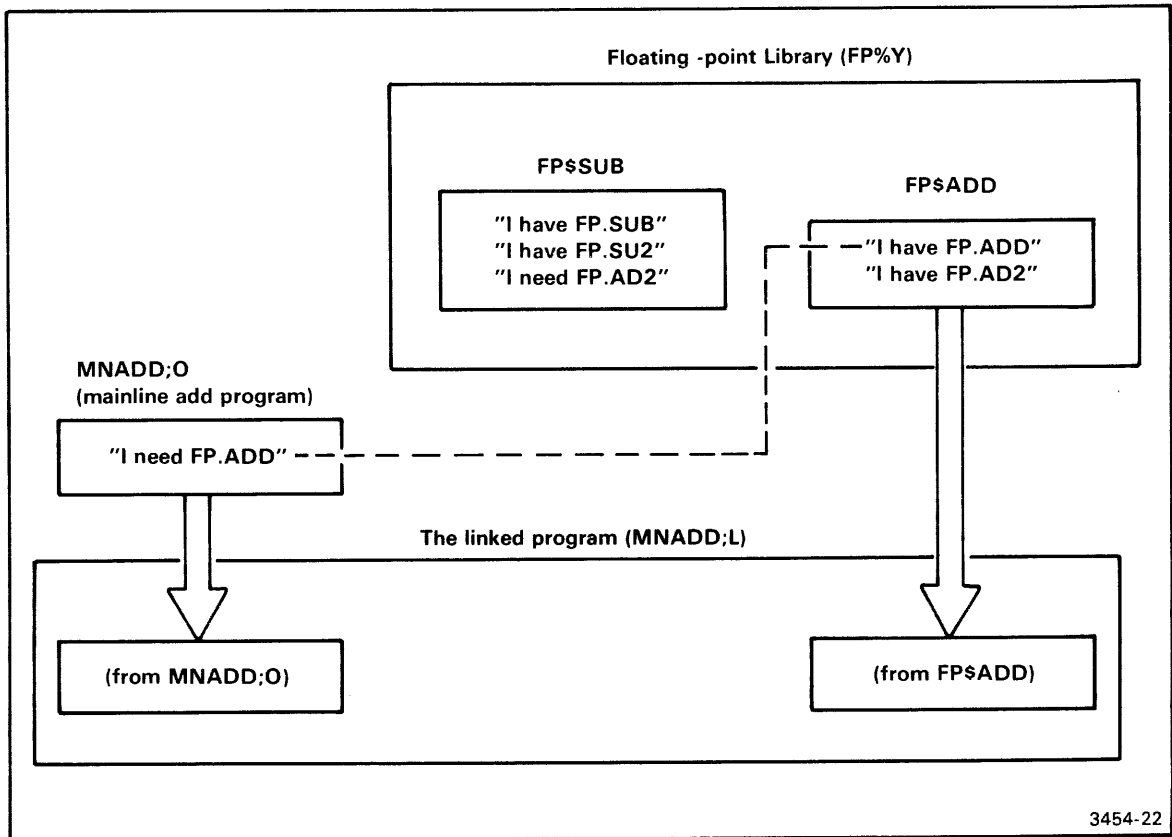 Floating -point Library (FP%Y)
FP$SUB
"I have FP.SUB"
"I have FP.SU2"
"I need FP.AD2"
FP$ADD
"I have FP.ADD"
"I have FP.AD2"
MNADD;O
(mainline add program)
"I need FP.ADD"
The linked program (MNADD;L)
(from MNADD;O)
(from FP$ADD)
3454-22